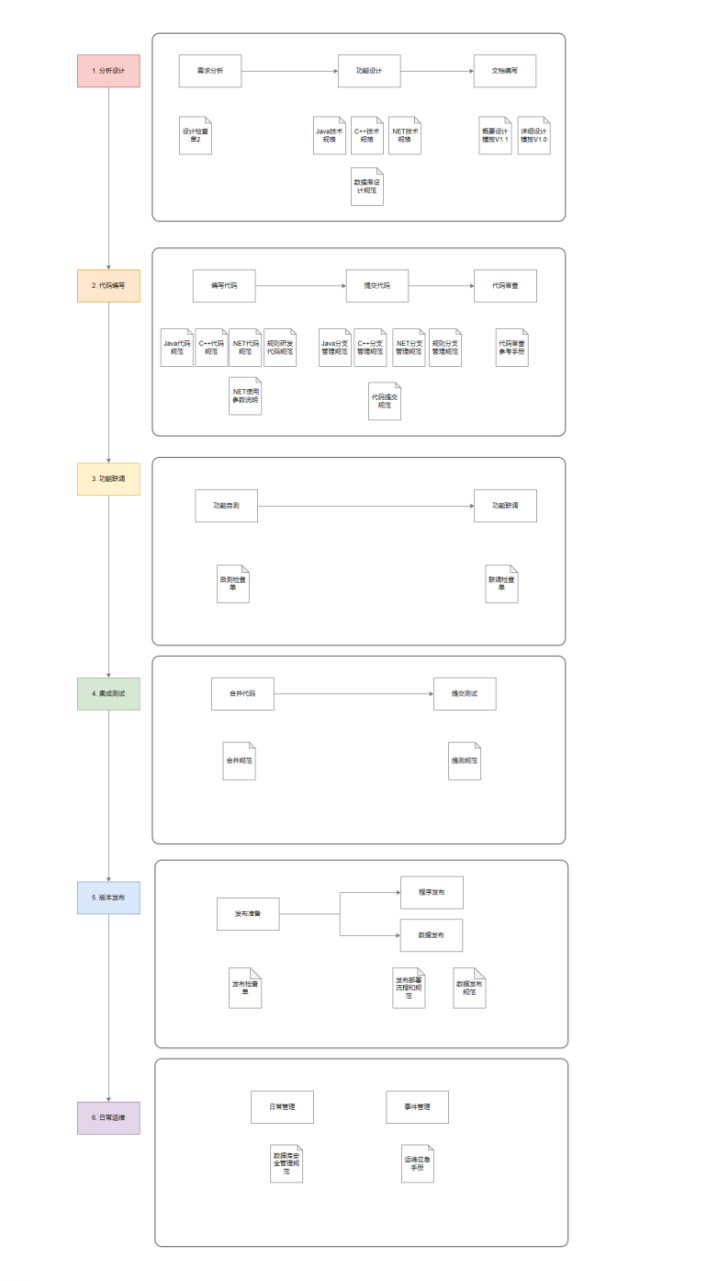 1. 分析设计
需求分析
功能设计
文档编写
设计检查
单2
Java技术
规格
C++技术
规格
.NET技术
规格
概要设计
模板V1.1
详细设计
模板V1.0
数据库设
计规范
2. 代码编写
编写代码
提交代码
代码审查
Java代码
规范
C++代码
规范
.NET代码
规范
规则研发
代码规范
Java分支
管理规范
C++分支
管理规范
.NET分支
管理规范
规则分支
管理规范
代码审查
参考手册
.NET使用
参数说明
代码提交
规范
3. 功能联调
功能自测
功能联调
自测检查
单
联调检查
单
4. 集成测试
合并代码
提交测试
合并规范
提测规范
5. 版本发布
发布准备
程序发布
数据发布
发布检查
单
发布部署
流程和规
范
数据发布
规范
6. 日常运维
日常管理
事件管理
数据库安
全管理规
范
运维应急
手册